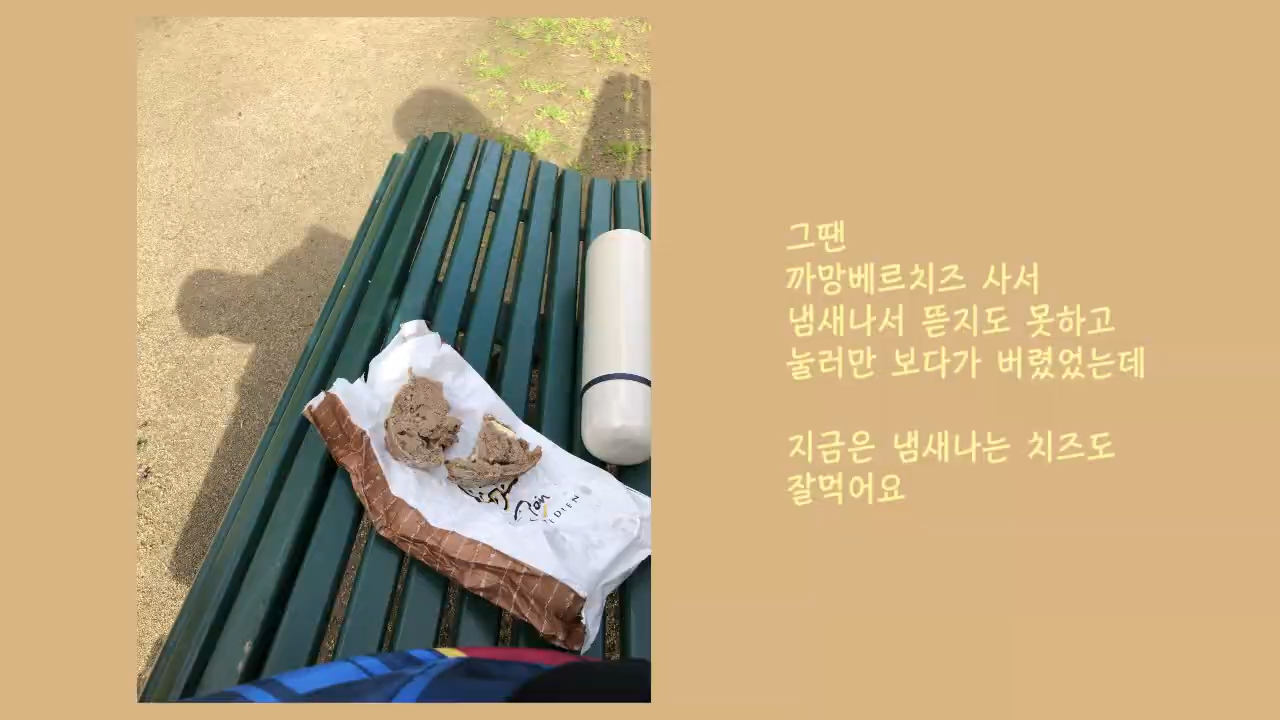 그땐
까망베르치즈 사서
냄새나서 뜯지도 못하고
눌러만 보다가 버렸었는데
지금은 냄새나는 치즈도
잘먹어요
Pain